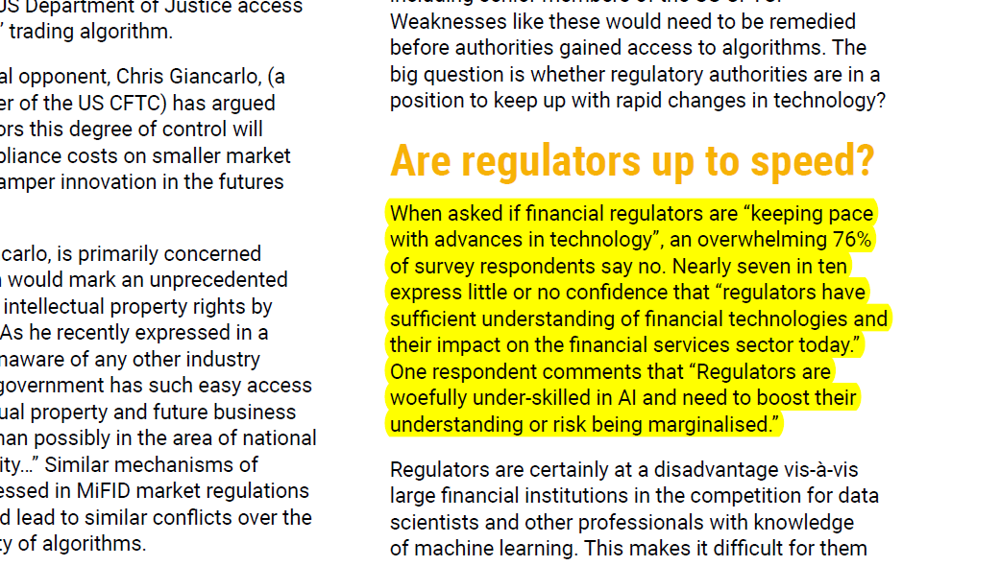 US Department of Justice access
” trading algorithm.
al opponent, Chris Giancarlo, (a
er of the US CFTC) has argued
ors this degree of control will
pliance costs on smaller market
amper innovation in the futures
carlo, is primarily concerned
would mark an unprecedented
intellectual property rights by
As he recently expressed in a
naware of any other industry
government has such easy access
ual property and future business
han possibly in the area of national
ity…” Similar mechanisms of
essed in MiFID market regulations
d lead to similar conflicts over the
ty of algorithms.
including senior members of the US CFTC.
Weaknesses like these would need to be remedied
before authorities gained access to algorithms. The
big question is whether regulatory authorities are in a
position to keep up with rapid changes in technology?
Are regulators up to speed?
When asked if financial regulators are “keeping pace
with advances in technology”, an overwhelming 76%
of survey respondents say no. Nearly seven in ten
express little or no confidence that “regulators have
sufficient understanding of financial technologies and
their impact on the financial services sector today.”
One respondent comments that “Regulators are
woefully under-skilled in AI and need to boost their
understanding or risk being marginalised.”
Regulators are certainly at a disadvantage vis-à-vis
large financial institutions in the competition for data
scientists and other professionals with knowledge
of machine learning. This makes it difficult for them